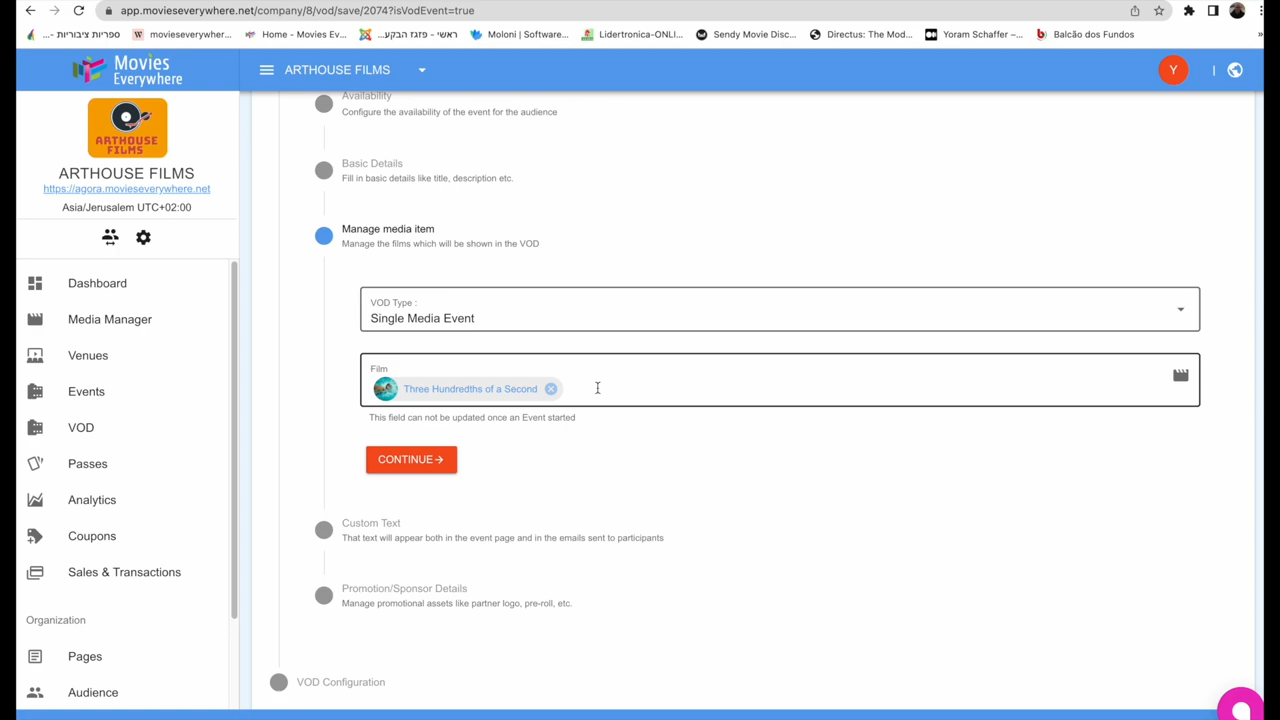 app.movieseverywhere.net/company/8/vod/save/2074?isVodEvent=true
ספריות ציבוריות -...
movieseverywhere...
Home - Movies Ev...
ראשי - פזגז הבקע...
Moloni | Software...
Lidertronica-ONLI...
Sendy Movie Disc...
Directus: The Mod...
Yoram Schaffer –...
Balcão dos Fundos
»
Movies
Everywhere
ARTHOUSE FILMS
Y
|
ARTHOUSE
FILMS
ARTHOUSE FILMS
https://agora.movieseverywhere.net
Asia/Jerusalem UTC+02:00
Dashboard
Media Manager
Venues
Events
VOD
Passes
Analytics
Coupons
Sales & Transactions
Organization
Pages
Audience
Availability
Configure the availability of the event for the audience
Basic Details
Fill in basic details like title, description etc.
Manage media item
Manage the films which will be shown in the VOD
VOD Type :
Single Media Event
Film
Three Hundredths of a Second
This field can not be updated once an Event started
CONTINUE→
Custom Text
That text will appear both in the event page and in the emails sent to participants
Promotion/Sponsor Details
Manage promotional assets like partner logo, pre-roll, etc.
VOD Configuration